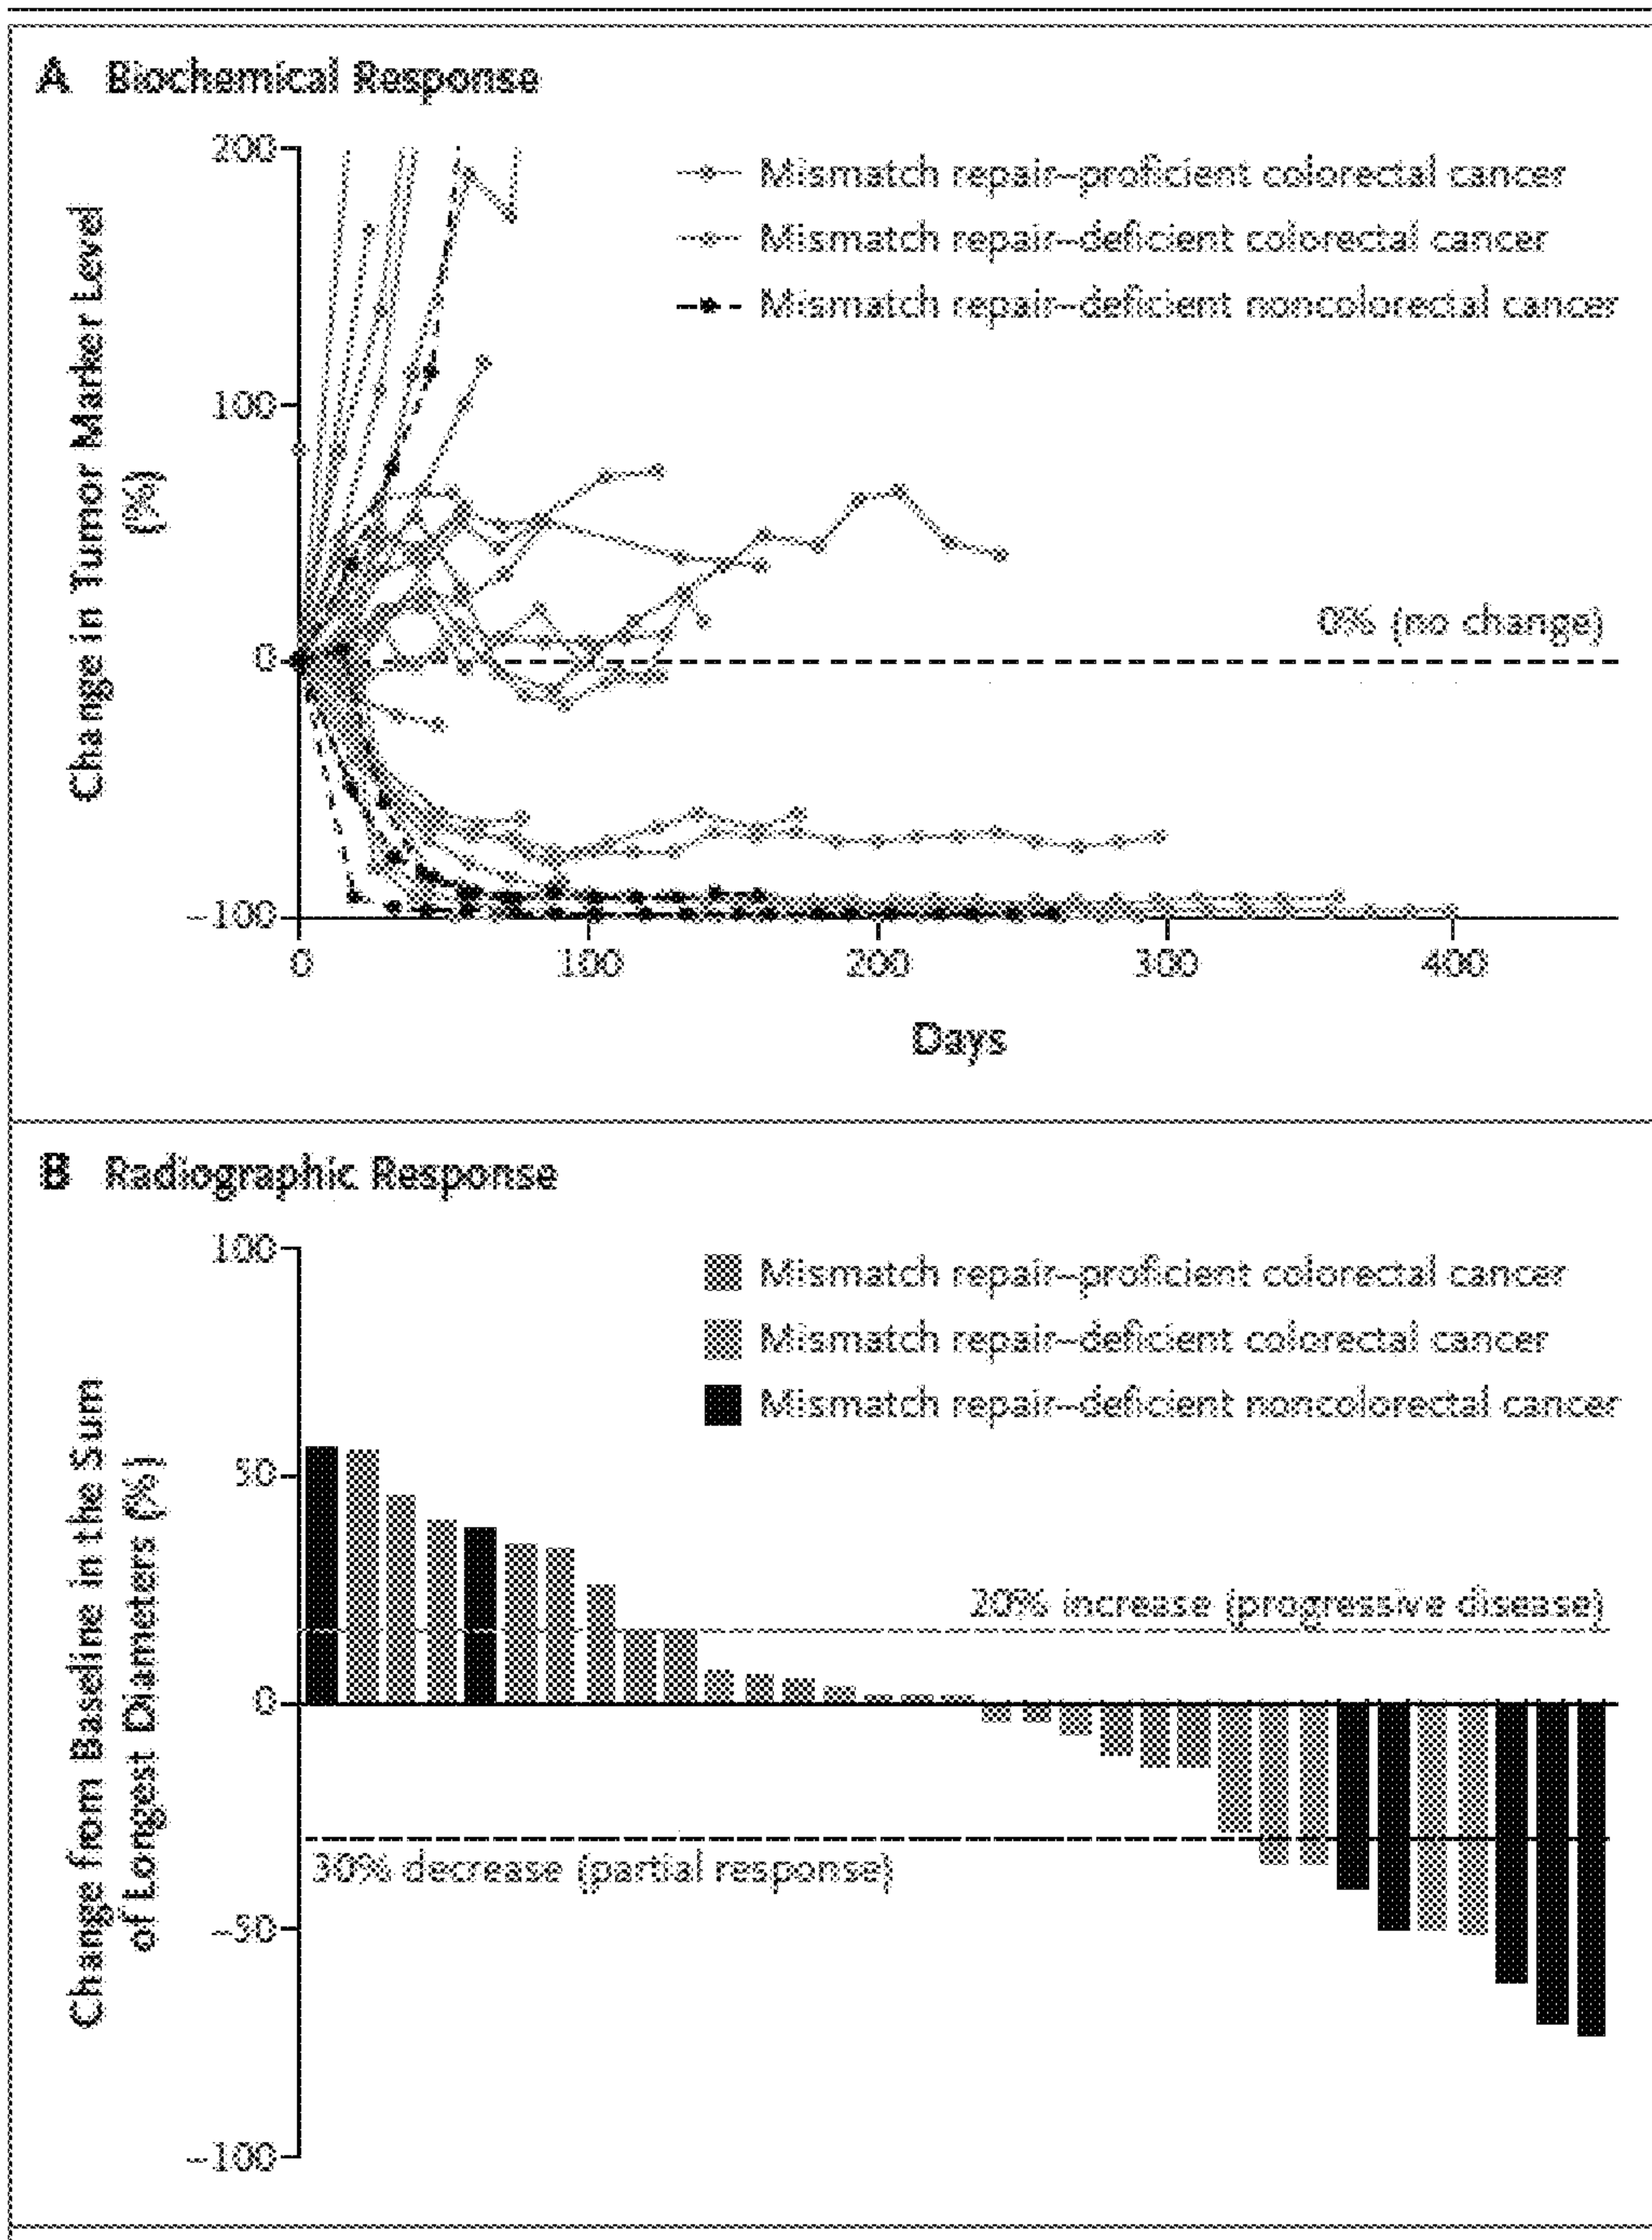 A Biochemical Response
200
100
0
–100
Change in Tumor Marker Level
(%)
Mismatch repair–proficient colorectal cancer
Mismatch repair–deficient colorectal cancer
Mismatch repair–deficient noncolorectal cancer
0% (no change)
0 100 200 300 400
Days
B Radiographic Response
100
50
0
–50
–100
Change from Baseline in the Sum
of Longest Diameters (%)
Mismatch repair–proficient colorectal cancer
Mismatch repair–deficient colorectal cancer
Mismatch repair–deficient noncolorectal cancer
20% increase (progressive disease)
30% decrease (partial response)